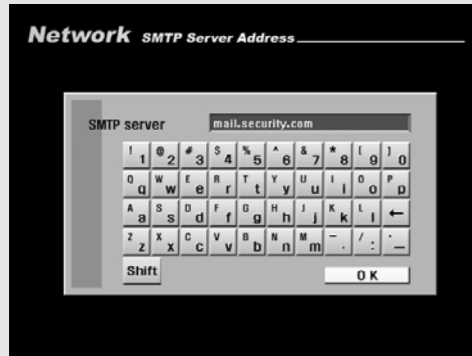 Network SMTP Server Address
SMTP server mail.security.com
! 1 @ 2 # 3 $ 4 % 5 ^ 6 & 7 * 8 ( 9 ) 0
Q q W w E e R r T t Y y U u I i O o P p
A a S s D d F f G g H h J j K k L l ←
Z z X x C c V v B b N n M m - . / :
Shift OK